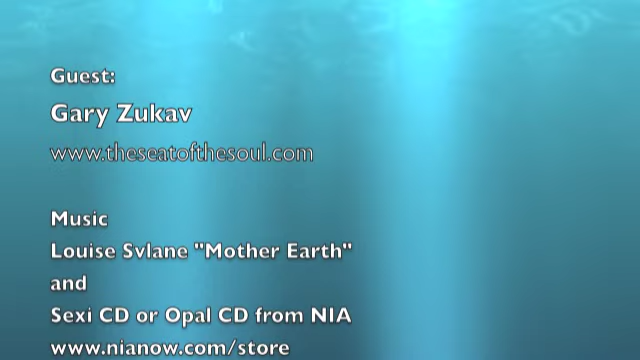 Guest:
Gary Zukav
www.theseatofthesoul.com
Music
Louise Svlane "Mother Earth"
and
Sexi CD or Opal CD from NIA
www.nianow.com/store